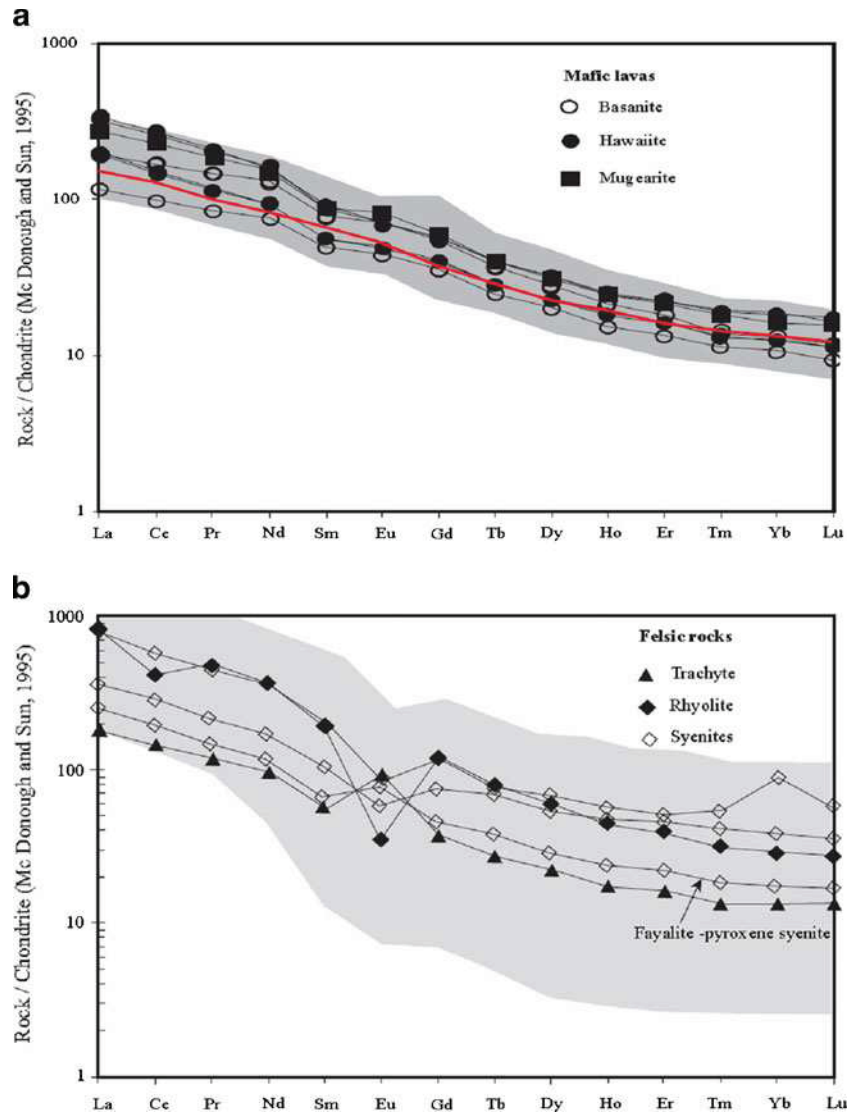 a
1000
100
10
1
Rock / Chondrite (Mc Donough and Sun, 1995)
Mafic lavas
Basanite
Hawaiite
Mugearite
La Ce Pr Nd Sm Eu Gd Tb Dy Ho Er Tm Yb Lu
b
1000
100
10
1
Rock / Chondrite (Mc Donough and Sun, 1995)
Felsic rocks
Trachyte
Rhyolite
Syenites
Fayalite -pyroxene syenite
La Ce Pr Nd Sm Eu Gd Tb Dy Ho Er Tm Yb Lu